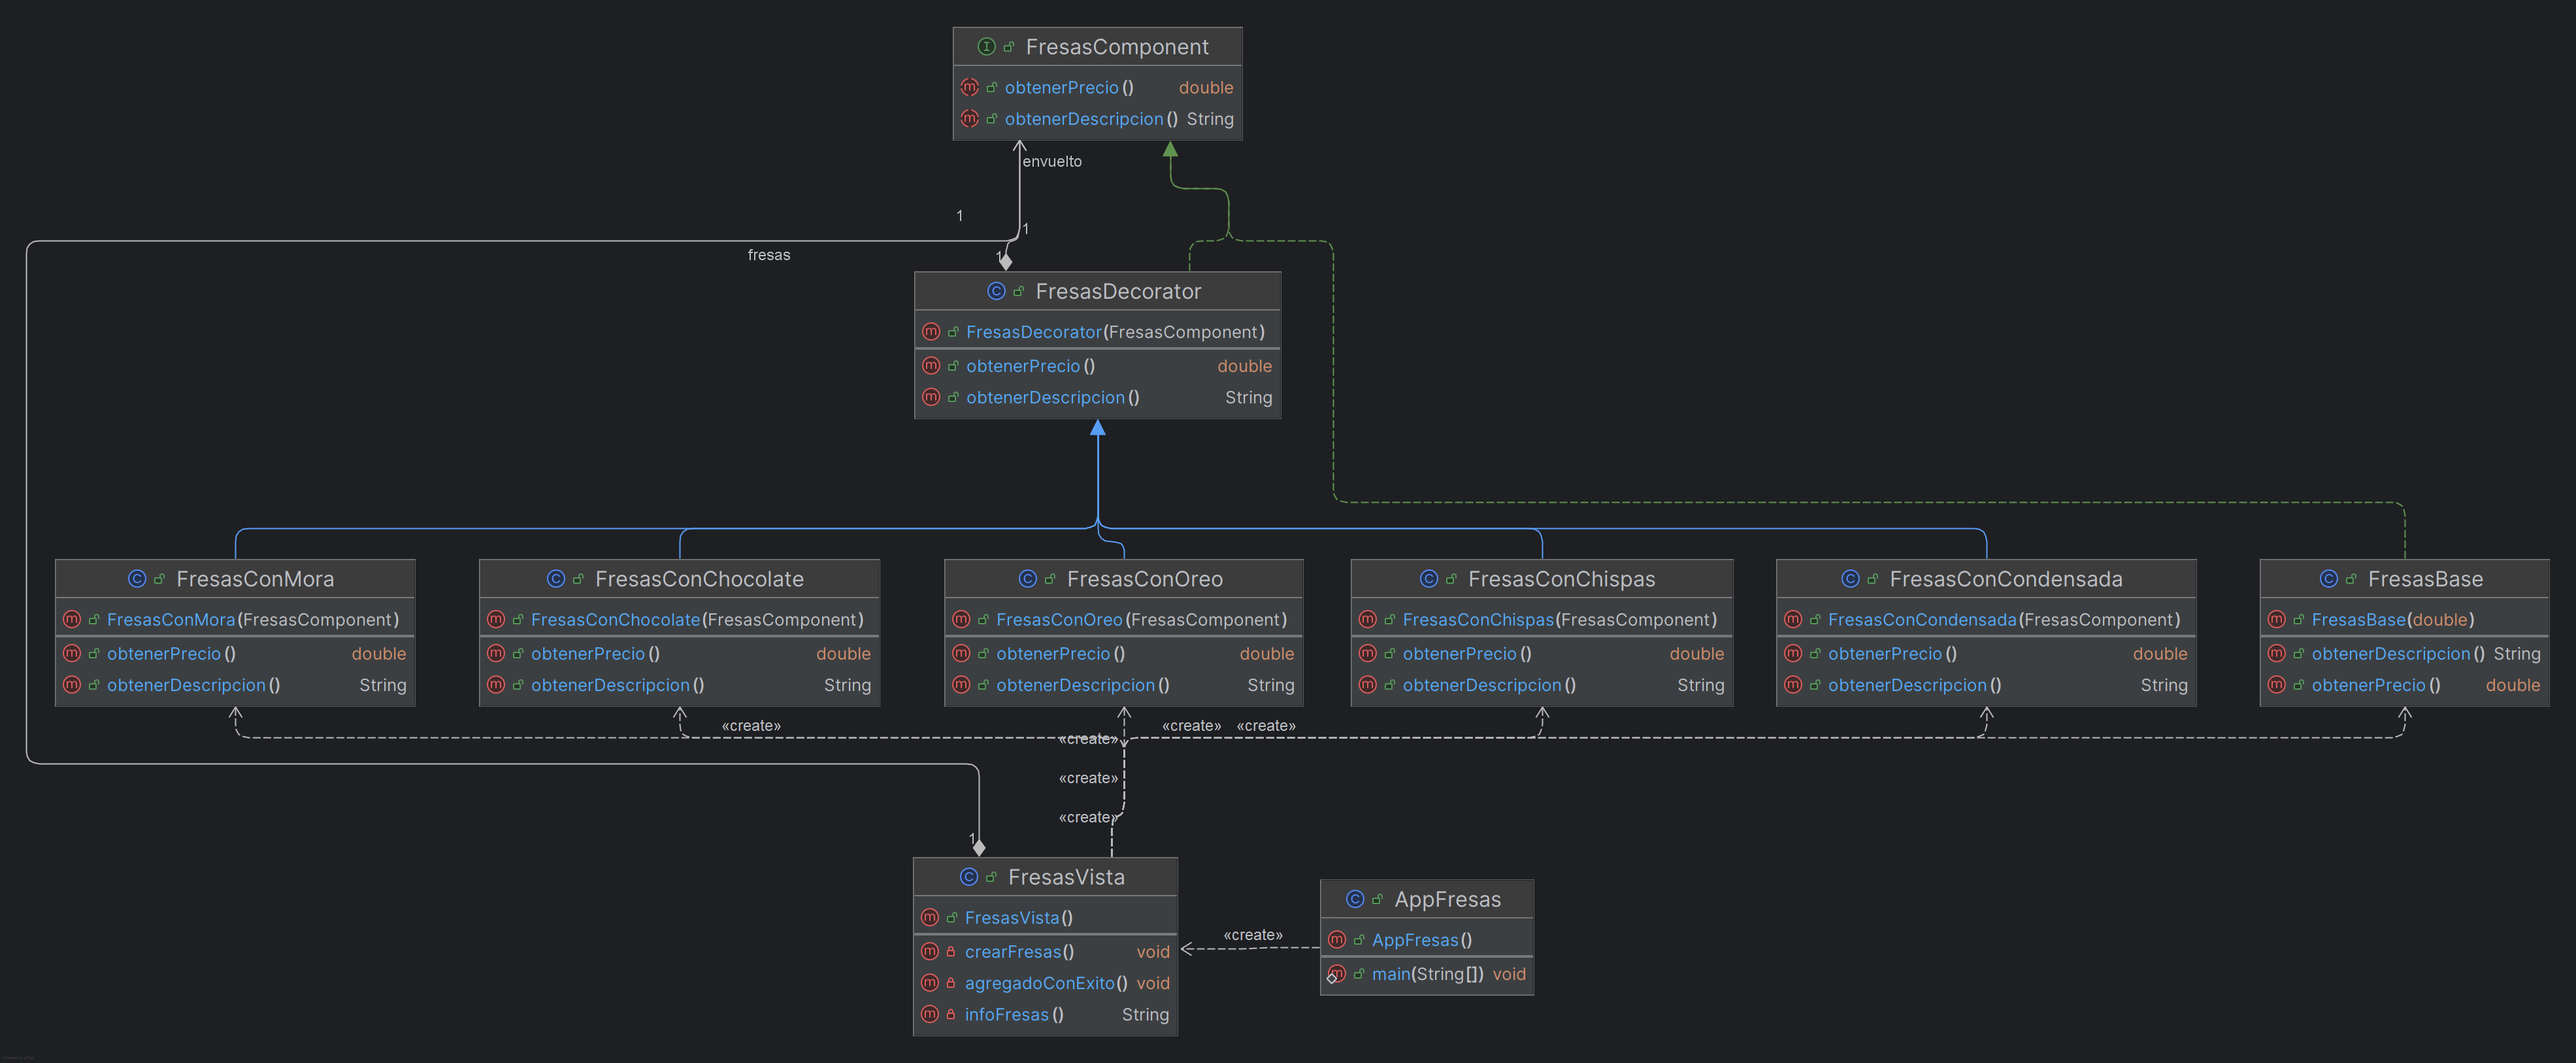 FresasComponent
obtenerPrecio() double
obtenerDescripcion() String
envuelto
1
1
fresas
1
FresasDecorator
FresasDecorator(FresasComponent)
obtenerPrecio() double
obtenerDescripcion() String
FresasConMora
FresasConMora(FresasComponent)
obtenerPrecio() double
obtenerDescripcion() String
FresasConChocolate
FresasConChocolate(FresasComponent)
obtenerPrecio() double
obtenerDescripcion() String
FresasConOreo
FresasConOreo(FresasComponent)
obtenerPrecio() double
obtenerDescripcion() String
FresasConChispas
FresasConChispas(FresasComponent)
obtenerPrecio() double
obtenerDescripcion() String
FresasConCondensada
FresasConCondensada(FresasComponent)
obtenerPrecio() double
obtenerDescripcion() String
FresasBase
FresasBase(double)
obtenerDescripcion() String
obtenerPrecio() double
«create»
«create»
«create»
«create»
«create»
«create»
1
FresasVista
FresasVista()
crearFresas() void
agregadoConExito() void
infoFresas() String
«create»
AppFresas
AppFresas()
main(String[]) void